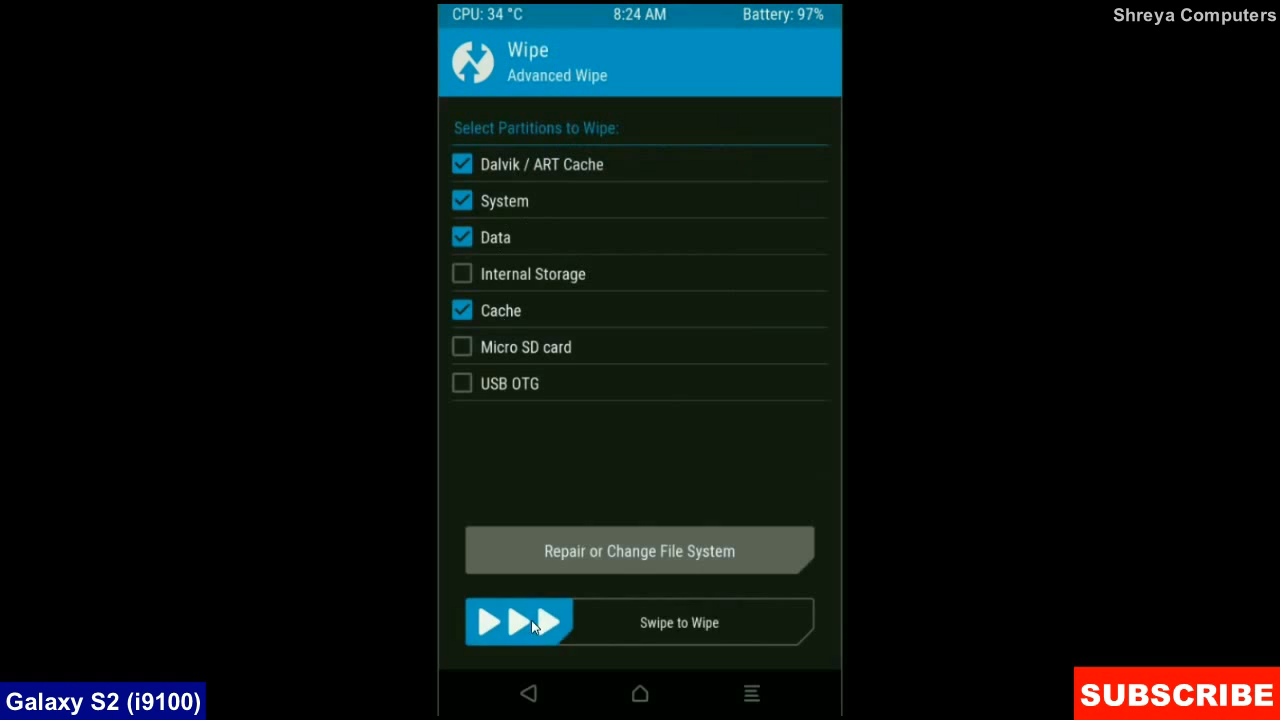 CPU: 34 °C 8:24 AM Battery: 97%
Shreya Computers
Wipe
Advanced Wipe
Select Partitions to Wipe:
Dalvik / ART Cache
System
Data
Internal Storage
Cache
Micro SD card
USB OTG
Repair or Change File System
Swipe to Wipe
Galaxy S2 (i9100)
SUBSCRIBE